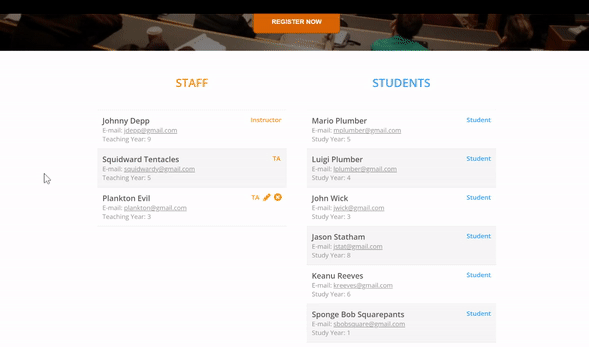 REGISTER NOW
STAFF
Johnny Depp
Instructor
E-mail: jdepp@gmail.com
Teaching Year: 9
Squidward Tentacles
TA
E-mail: squidwardv@gmail.com
Teaching Year: 5
Plankton Evil
TA
E-mail: plankton@gmail.com
Teaching Year: 3
STUDENTS
Mario Plumber
Student
E-mail: mplumber@gmail.com
Study Year: 5
Luigi Plumber
Student
E-mail: lplumber@gmail.com
Study Year: 4
John Wick
Student
E-mail: jwick@gmail.com
Study Year: 3
Jason Statham
Student
E-mail: jstat@gmail.com
Study Year: 8
Keanu Reeves
Student
E-mail: kreeves@gmail.com
Study Year: 6
Sponge Bob Squarepants
Student
E-mail: sbobsquare@gmail.com
Study Year: 1